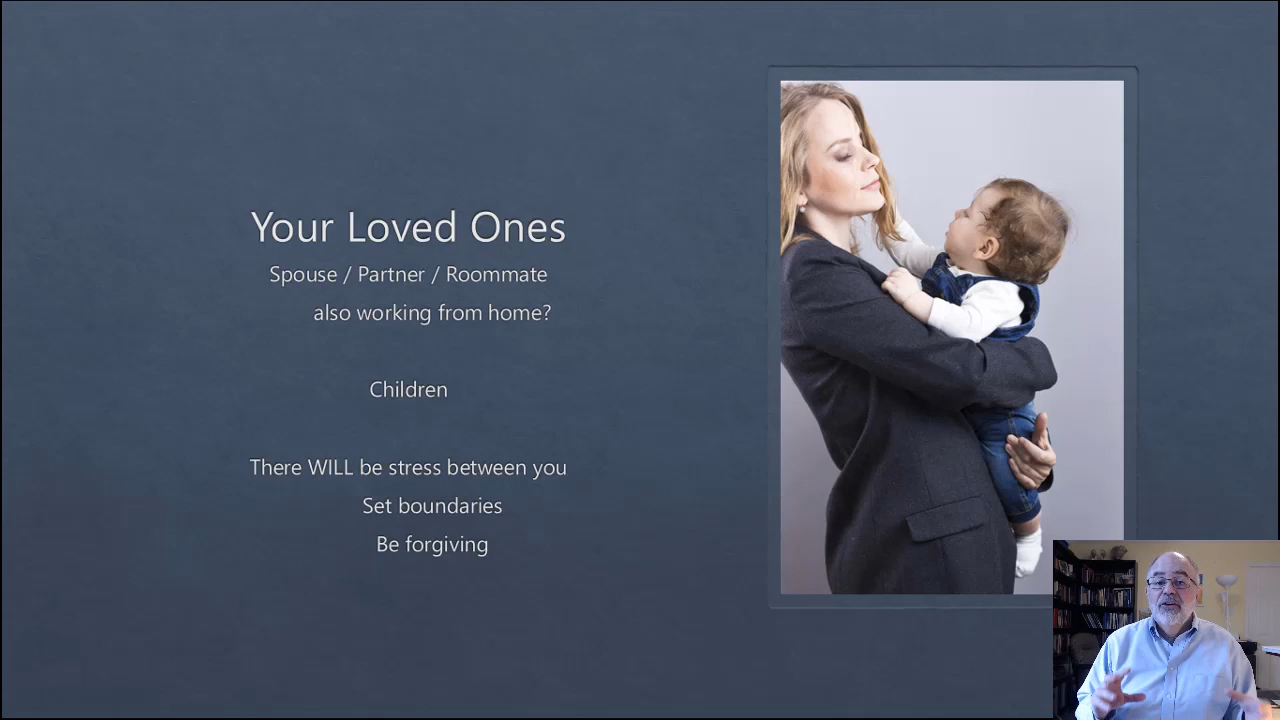 Your Loved Ones
Spouse / Partner / Roommate
also working from home?
Children
There WILL be stress between you
Set boundaries
Be forgiving